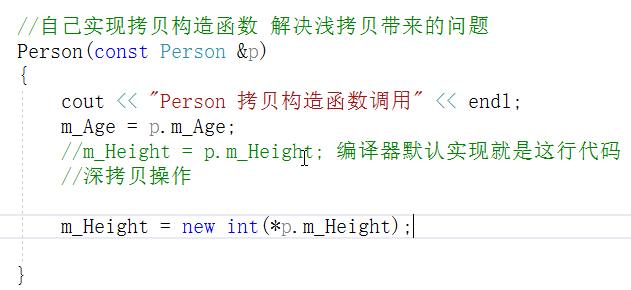 //自己实现拷贝构造函数 解决浅拷贝带来的问题
Person(const Person &p)
{
cout << "Person 拷贝构造函数调用" << endl;
m_Age = p.m_Age;
//m_Height = p.m_Height; 编译器默认实现就是这行代码
//深拷贝操作
m_Height = new int(*p.m_Height);
}